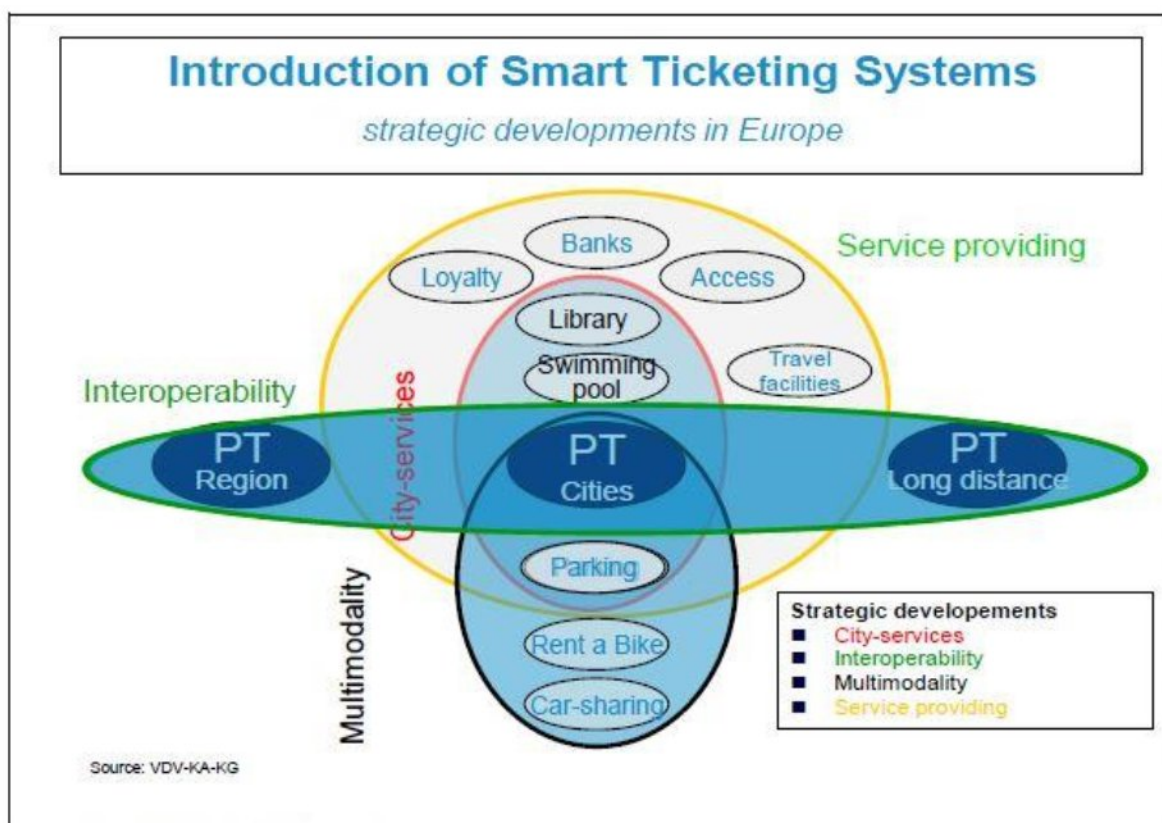 Introduction of Smart Ticketing Systems
strategic developments in Europe
Banks
Service providing
Loyalty
Access
Library
Swimming
pool
Travel
facilities
Interoperability
City-services
PT
Region
PT
Cities
PT
Long distance
Multimodality
Parking
Rent a Bike
Car-sharing
Strategic developements
City-services
Interoperability
Multimodality
Service providing
Source: VDV-KA-KG